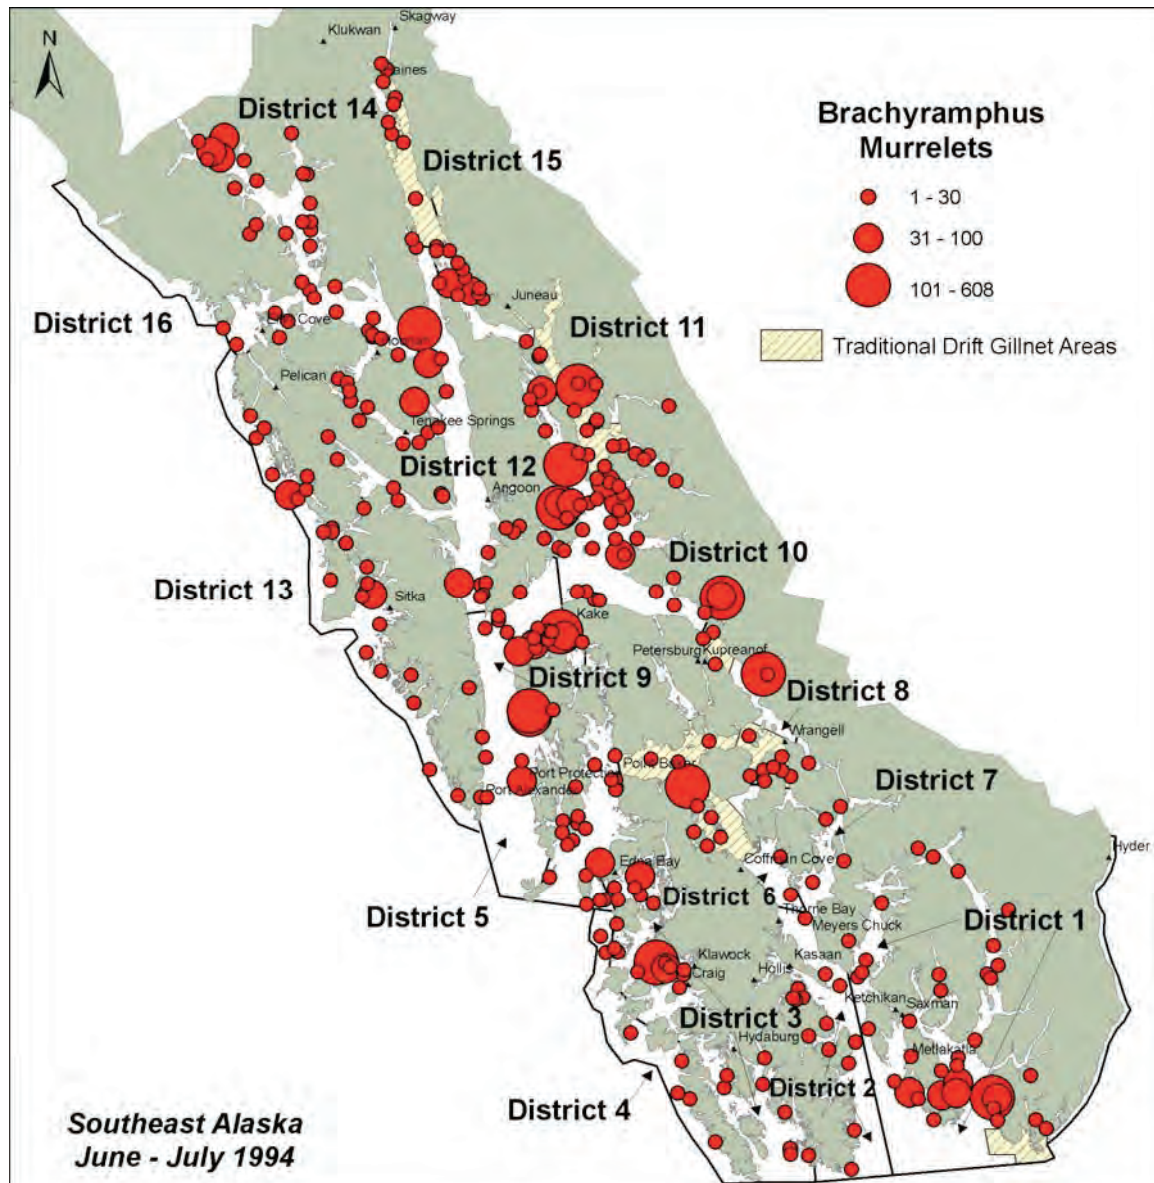 Skagway
Klukwan
N
Haines
District 14
Brachyramphus
Murrelets
District 15
1 - 30
31 - 100
101 - 608
Juneau
District 16
District 11
Traditional Drift Gillnet Areas
Cove
Pelican
Tenakee Springs
District 12
Angoon
District 10
District 13
Sitka
Kake
Petersburg
Kupreanof
District 9
District 8
Wrangell
Point Baker
Port Protection
District 7
Port Alexander
Hyder
Coffman Cove
Edna Bay
District 6
District 5
Thorne Bay
Meyers Chuck
District 1
Klawock
Kasaan
Craig
Hollis
Ketchikan
Saxman
District 3
Hydaburg
Metlakatla
District 2
District 4
Southeast Alaska
June - July 1994